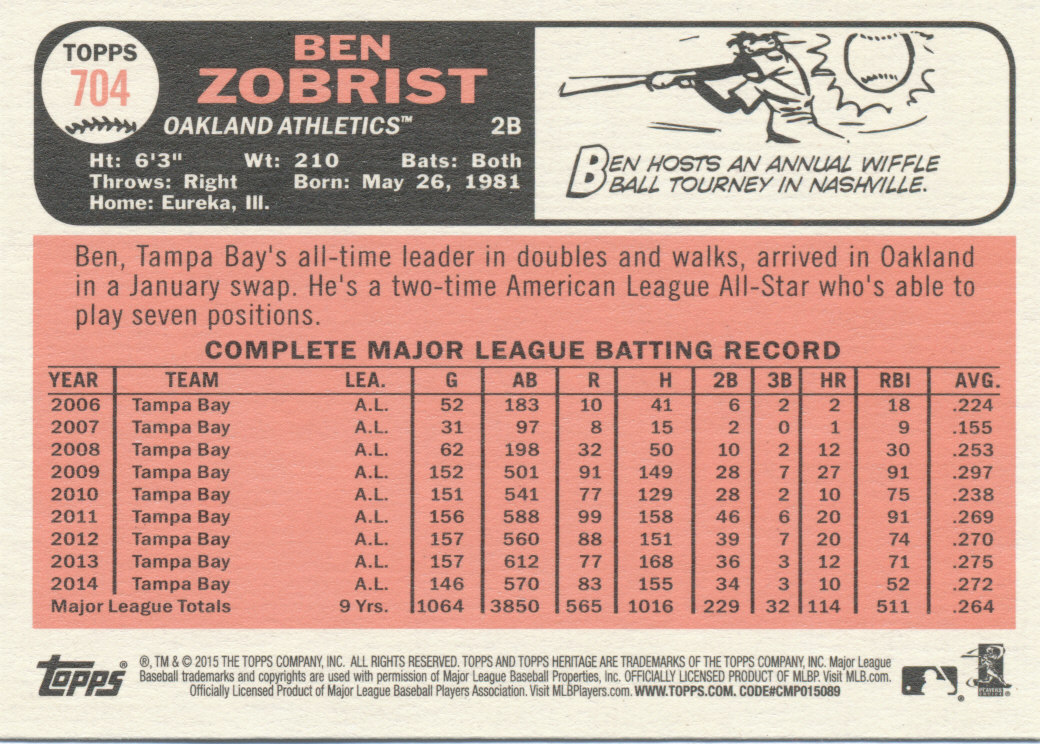 TOPPS
704
BEN
ZOBRIST
OAKLAND ATHLETICS™ 2B
Ht: 6'3" Wt: 210 Bats: Both
Throws: Right Born: May 26, 1981
Home: Eureka, Ill.
BEN HOSTS AN ANNUAL WIFFLE
BALL TOURNEY IN NASHVILLE.
Ben, Tampa Bay's all-time leader in doubles and walks, arrived in Oakland
in a January swap. He's a two-time American League All-Star who's able to
play seven positions.
COMPLETE MAJOR LEAGUE BATTING RECORD
YEAR TEAM LEA. G AB R H 2B 3B HR RBI AVG.
2006 Tampa Bay A.L. 52 183 10 41 6 2 2 18 .224
2007 Tampa Bay A.L. 31 97 8 15 2 0 1 9 .155
2008 Tampa Bay A.L. 62 198 32 50 10 2 12 30 .253
2009 Tampa Bay A.L. 152 501 91 149 28 7 27 91 .297
2010 Tampa Bay A.L. 151 541 77 129 28 2 10 75 .238
2011 Tampa Bay A.L. 156 588 99 158 46 6 20 91 .269
2012 Tampa Bay A.L. 157 560 88 151 39 7 20 74 .270
2013 Tampa Bay A.L. 157 612 77 168 36 3 12 71 .275
2014 Tampa Bay A.L. 146 570 83 155 34 3 10 52 .272
Major League Totals 9 Yrs. 1064 3850 565 1016 229 32 114 511 .264
topps®
®, TM & © 2015 THE TOPPS COMPANY, INC. ALL RIGHTS RESERVED. TOPPS AND TOPPS HERITAGE ARE TRADEMARKS OF THE TOPPS COMPANY, INC. Major League
Baseball trademarks and copyrights are used with permission of Major League Baseball Properties, Inc. OFFICIALLY LICENSED PRODUCT OF MLBP. Visit MLB.com.
Officially Licensed Product of Major League Baseball Players Association. Visit MLBPlayers.com. WWW.TOPPS.COM. CODE#CMP015089